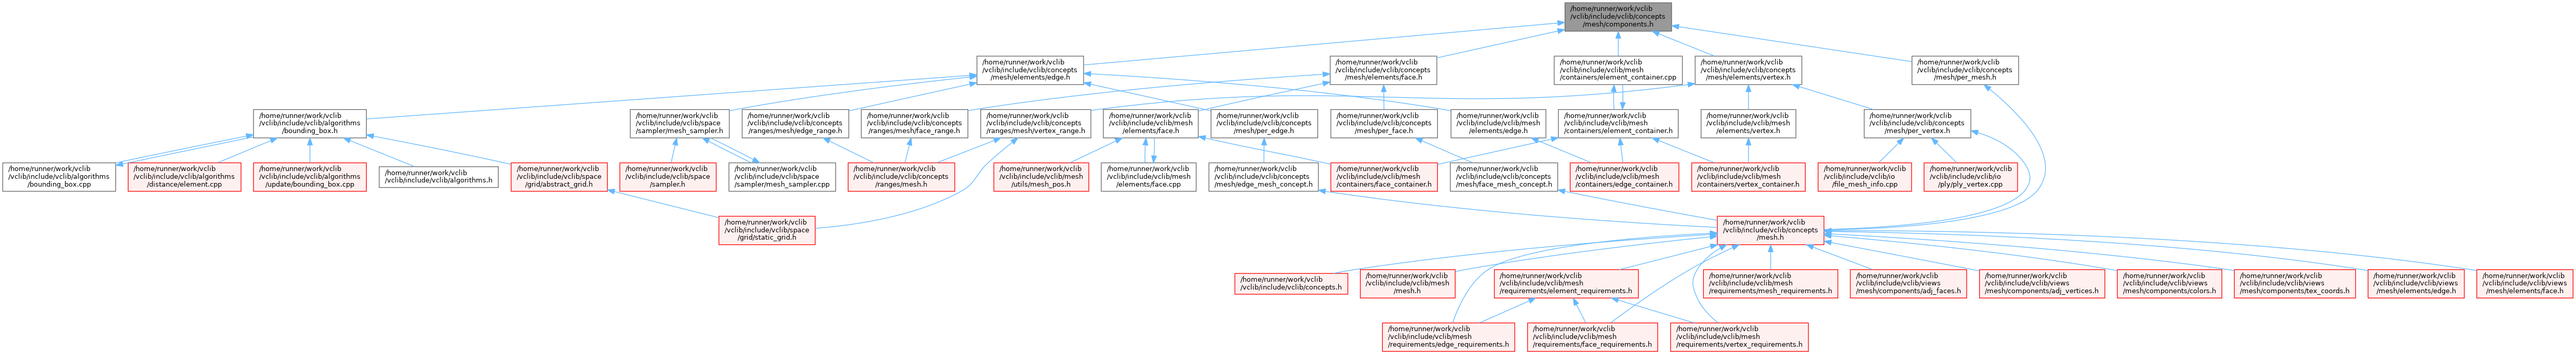 /home/runner/work/vclib
/vclib/include/vclib/concepts
/mesh/components.h
/home/runner/work/vclib
/vclib/include/vclib/concepts
/mesh/elements/edge.h
/home/runner/work/vclib
/vclib/include/vclib/concepts
/mesh/elements/face.h
/home/runner/work/vclib
/vclib/include/vclib/mesh
/containers/element_container.cpp
/home/runner/work/vclib
/vclib/include/vclib/concepts
/mesh/elements/vertex.h
/home/runner/work/vclib
/vclib/include/vclib/concepts
/mesh/per_mesh.h
/home/runner/work/vclib
/vclib/include/vclib/algorithms
/bounding_box.h
/home/runner/work/vclib
/vclib/include/vclib/space
/sampler/mesh_sampler.h
/home/runner/work/vclib
/vclib/include/vclib/concepts
/ranges/mesh/edge_range.h
/home/runner/work/vclib
/vclib/include/vclib/concepts
/ranges/mesh/face_range.h
/home/runner/work/vclib
/vclib/include/vclib/concepts
/ranges/mesh/vertex_range.h
/home/runner/work/vclib
/vclib/include/vclib/mesh
/elements/face.h
/home/runner/work/vclib
/vclib/include/vclib/concepts
/mesh/per_edge.h
/home/runner/work/vclib
/vclib/include/vclib/concepts
/mesh/per_face.h
/home/runner/work/vclib
/vclib/include/vclib/mesh
/elements/edge.h
/home/runner/work/vclib
/vclib/include/vclib/mesh
/containers/element_container.h
/home/runner/work/vclib
/vclib/include/vclib/mesh
/elements/vertex.h
/home/runner/work/vclib
/vclib/include/vclib/concepts
/mesh/per_vertex.h
/home/runner/work/vclib
/vclib/include/vclib/algorithms
/bounding_box.cpp
/home/runner/work/vclib
/vclib/include/vclib/algorithms
/distance/element.cpp
/home/runner/work/vclib
/vclib/include/vclib/algorithms
/update/bounding_box.cpp
/home/runner/work/vclib
/vclib/include/vclib/algorithms.h
/home/runner/work/vclib
/vclib/include/vclib/space
/grid/abstract_grid.h
/home/runner/work/vclib
/vclib/include/vclib/space
/sampler.h
/home/runner/work/vclib
/vclib/include/vclib/space
/sampler/mesh_sampler.cpp
/home/runner/work/vclib
/vclib/include/vclib/concepts
/ranges/mesh.h
/home/runner/work/vclib
/vclib/include/vclib/mesh
/utils/mesh_pos.h
/home/runner/work/vclib
/vclib/include/vclib/mesh
/elements/face.cpp
/home/runner/work/vclib
/vclib/include/vclib/concepts
/mesh/edge_mesh_concept.h
/home/runner/work/vclib
/vclib/include/vclib/mesh
/containers/face_container.h
/home/runner/work/vclib
/vclib/include/vclib/concepts
/mesh/face_mesh_concept.h
/home/runner/work/vclib
/vclib/include/vclib/mesh
/containers/edge_container.h
/home/runner/work/vclib
/vclib/include/vclib/mesh
/containers/vertex_container.h
/home/runner/work/vclib
/vclib/include/vclib/io
/file_mesh_info.cpp
/home/runner/work/vclib
/vclib/include/vclib/io
/ply/ply_vertex.cpp
/home/runner/work/vclib
/vclib/include/vclib/space
/grid/static_grid.h
/home/runner/work/vclib
/vclib/include/vclib/concepts
/mesh.h
/home/runner/work/vclib
/vclib/include/vclib/concepts.h
/home/runner/work/vclib
/vclib/include/vclib/mesh
/mesh.h
/home/runner/work/vclib
/vclib/include/vclib/mesh
/requirements/element_requirements.h
/home/runner/work/vclib
/vclib/include/vclib/mesh
/requirements/mesh_requirements.h
/home/runner/work/vclib
/vclib/include/vclib/views
/mesh/components/adj_faces.h
/home/runner/work/vclib
/vclib/include/vclib/views
/mesh/components/adj_vertices.h
/home/runner/work/vclib
/vclib/include/vclib/views
/mesh/components/colors.h
/home/runner/work/vclib
/vclib/include/vclib/views
/mesh/components/tex_coords.h
/home/runner/work/vclib
/vclib/include/vclib/views
/mesh/elements/edge.h
/home/runner/work/vclib
/vclib/include/vclib/views
/mesh/elements/face.h
/home/runner/work/vclib
/vclib/include/vclib/mesh
/requirements/edge_requirements.h
/home/runner/work/vclib
/vclib/include/vclib/mesh
/requirements/face_requirements.h
/home/runner/work/vclib
/vclib/include/vclib/mesh
/requirements/vertex_requirements.h